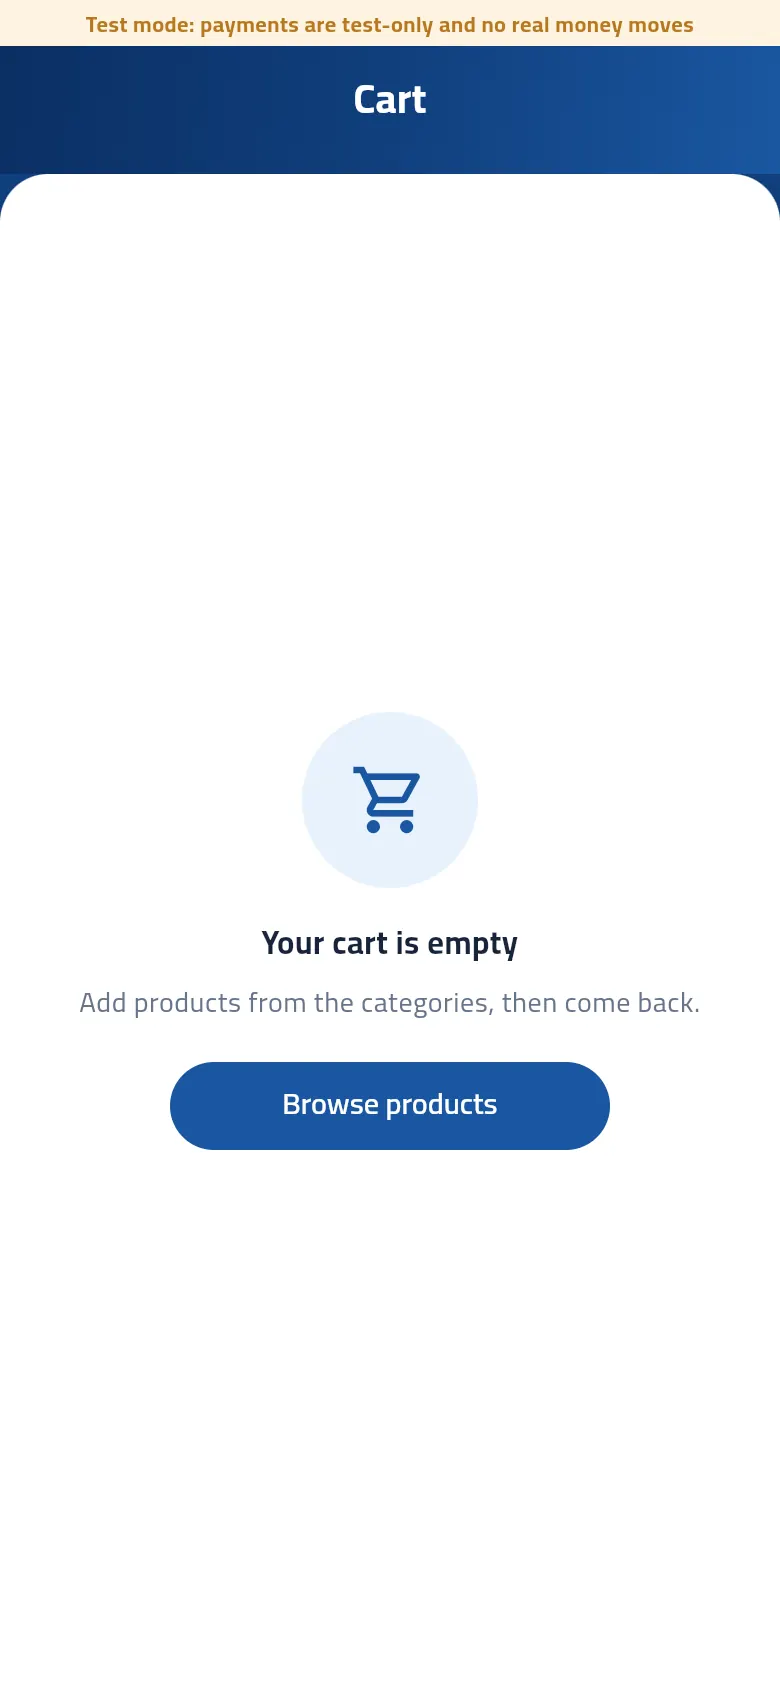 Test mode: payments are test-only and no real money moves
Cart
Your cart is empty
Add products from the categories, then come back.
Browse products